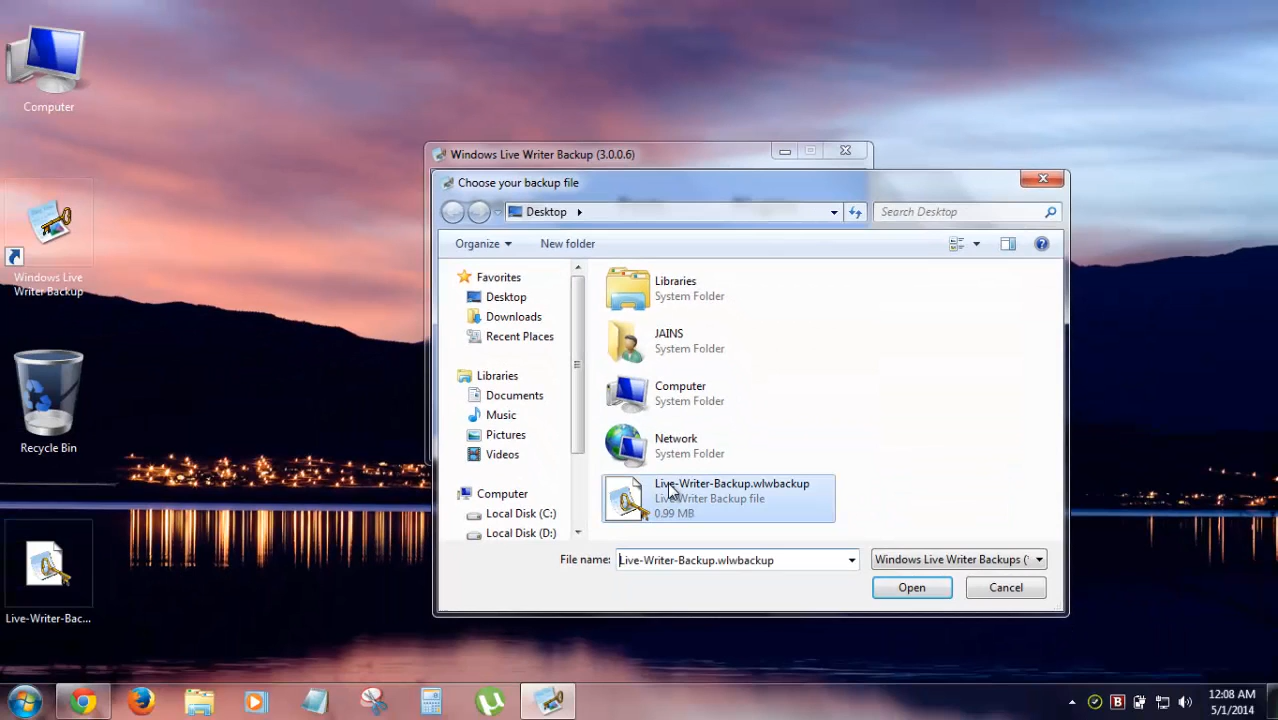 Computer
Windows Live
Writer Backup
Recycle Bin
Live-Writer-Bac...
Windows Live Writer Backup (3.0.0.6)
Choose your backup file
Desktop
Search Desktop
Organize
New folder
Favorites
Desktop
Downloads
Recent Places
Libraries
Documents
Music
Pictures
Videos
Computer
Local Disk (C:)
Local Disk (D:)
Libraries
System Folder
JAINS
System Folder
Computer
System Folder
Network
System Folder
Live-Writer-Backup.wlwbackup
Live Writer Backup file
0.99 MB
File name:
Live-Writer-Backup.wlwbackup
Windows Live Writer Backups (
Open
Cancel
B
12:08 AM
5/1/2014